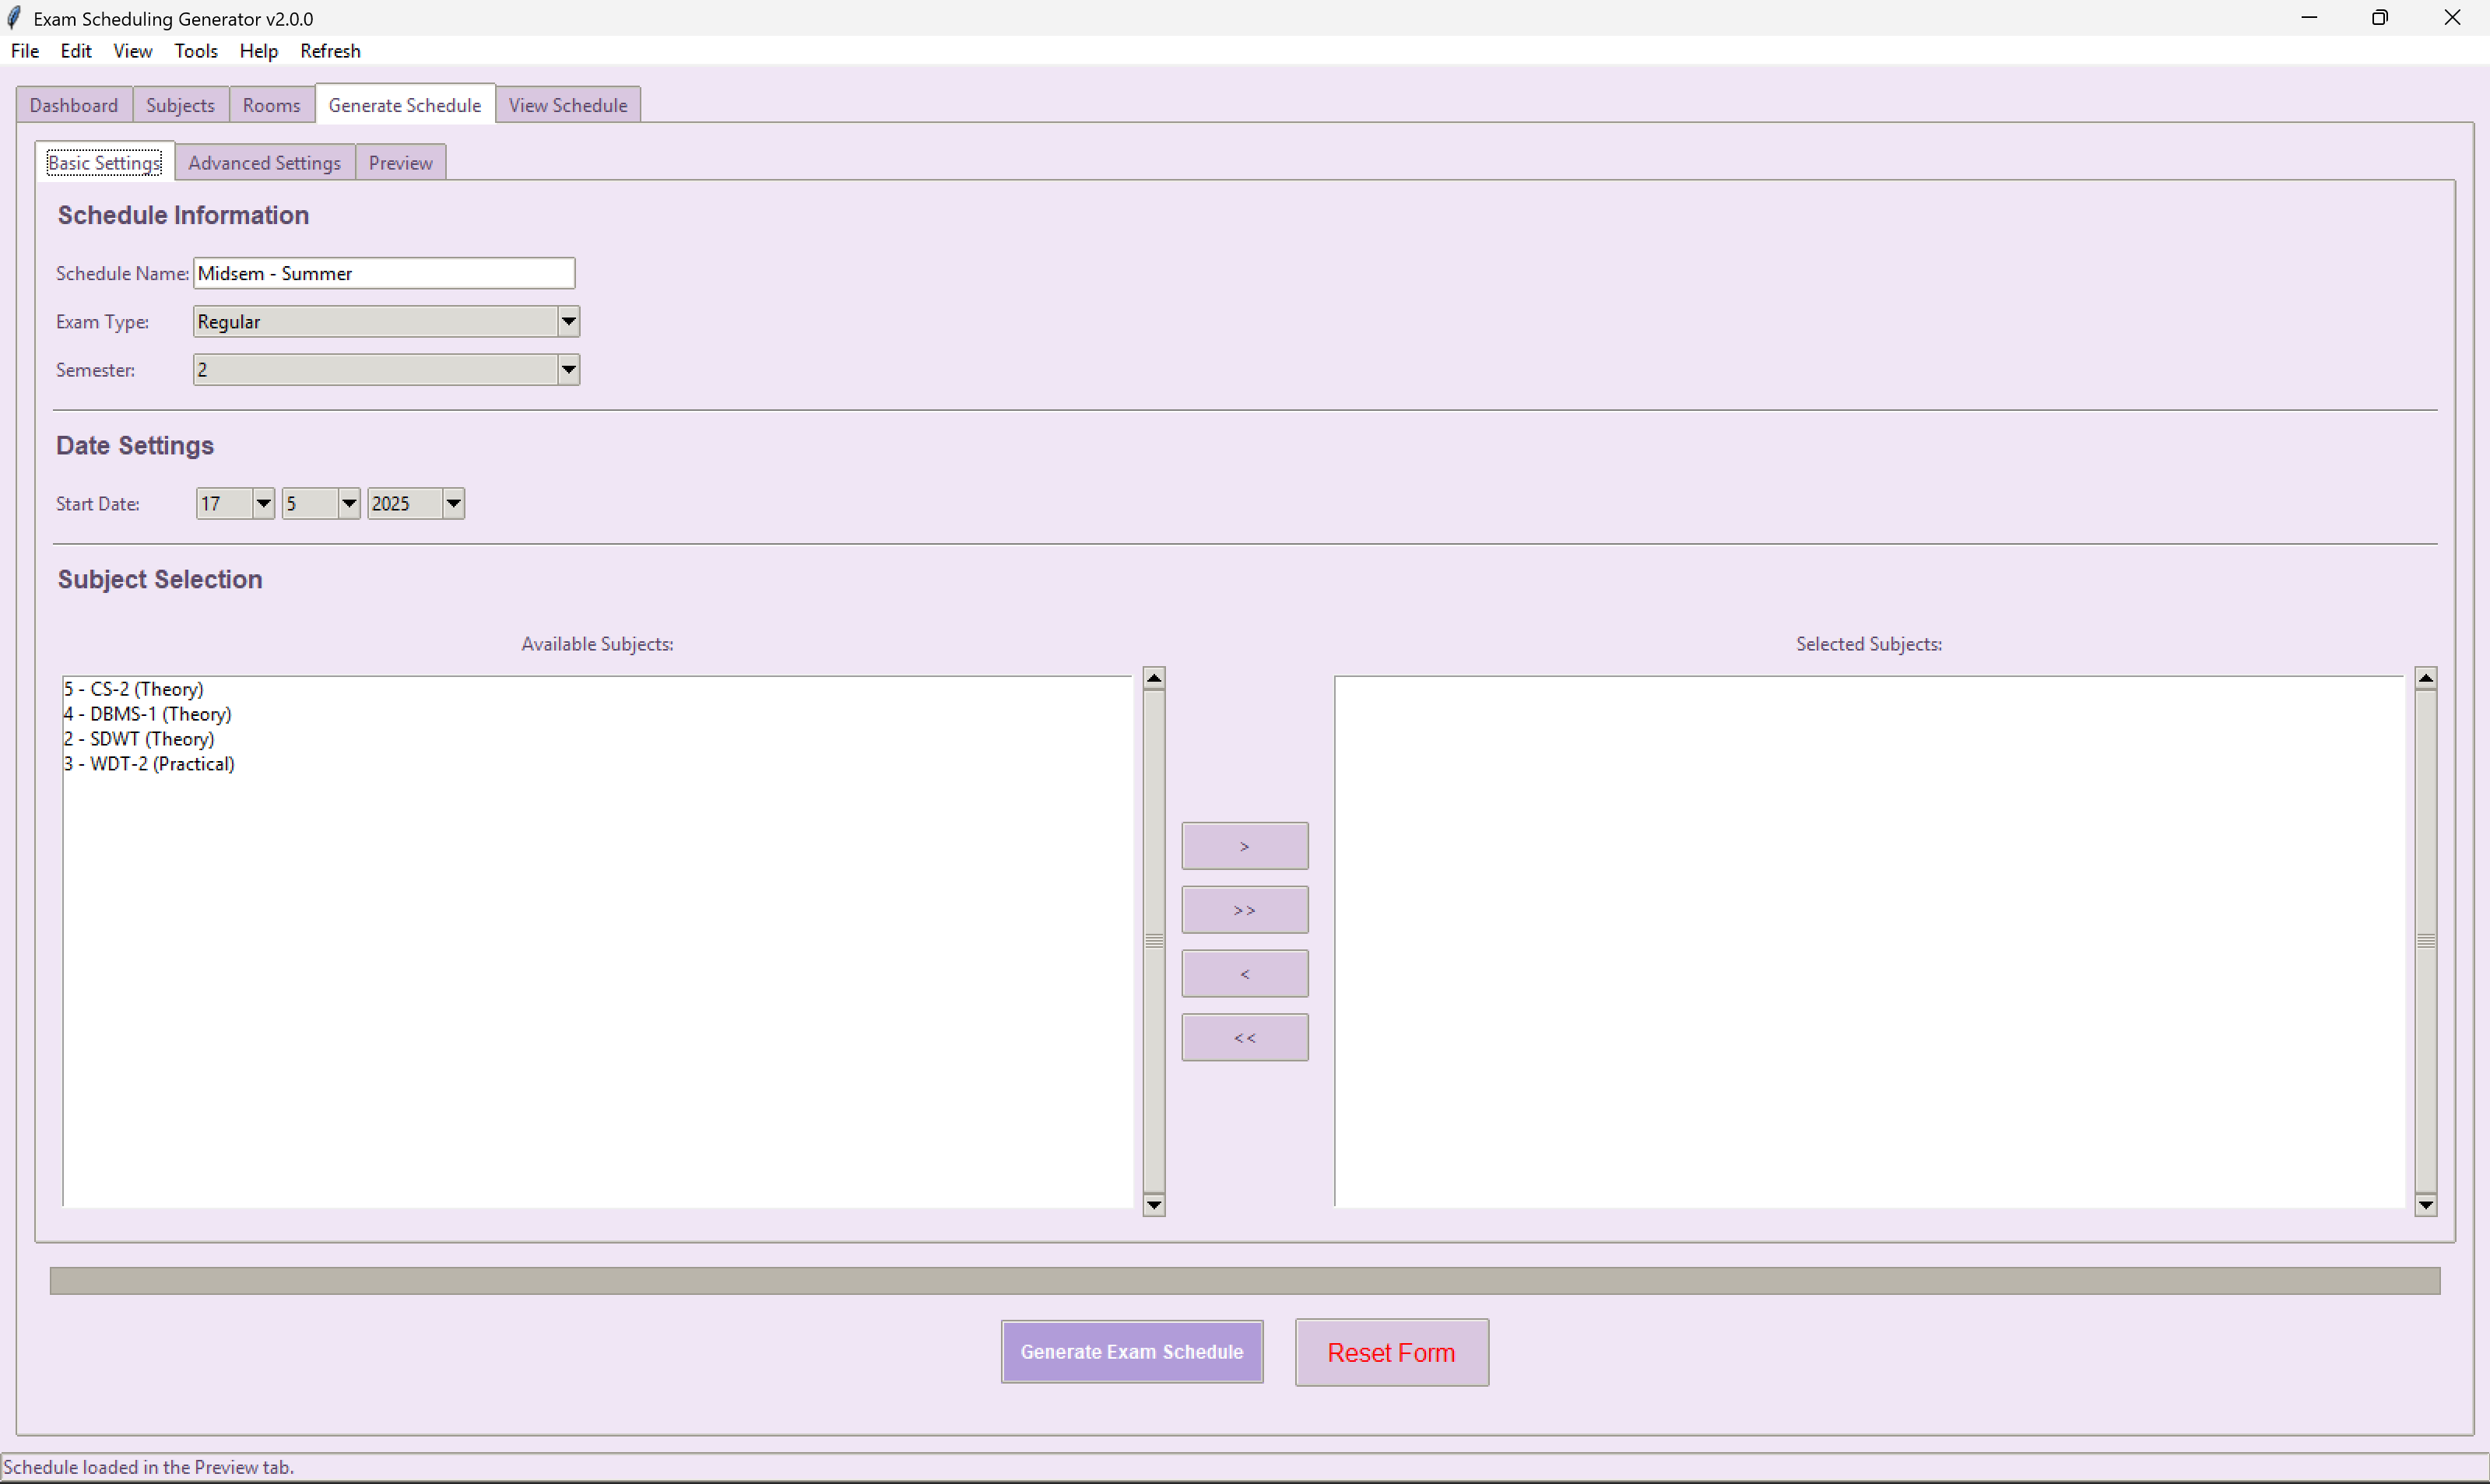 Exam Scheduling Generator v2.0.0
File Edit View Tools Help Refresh
Dashboard Subjects Rooms Generate Schedule View Schedule
Basic Settings Advanced Settings Preview
Schedule Information
Schedule Name: Midsem - Summer
Exam Type: Regular
Semester: 2
Date Settings
Start Date: 17 5 2025
Subject Selection
Available Subjects: Selected Subjects:
5 - CS-2 (Theory)
4 - DBMS-1 (Theory)
2 - SDWT (Theory)
3 - WDT-2 (Practical)
>
>>
<
<<
Generate Exam Schedule Reset Form
Schedule loaded in the Preview tab.